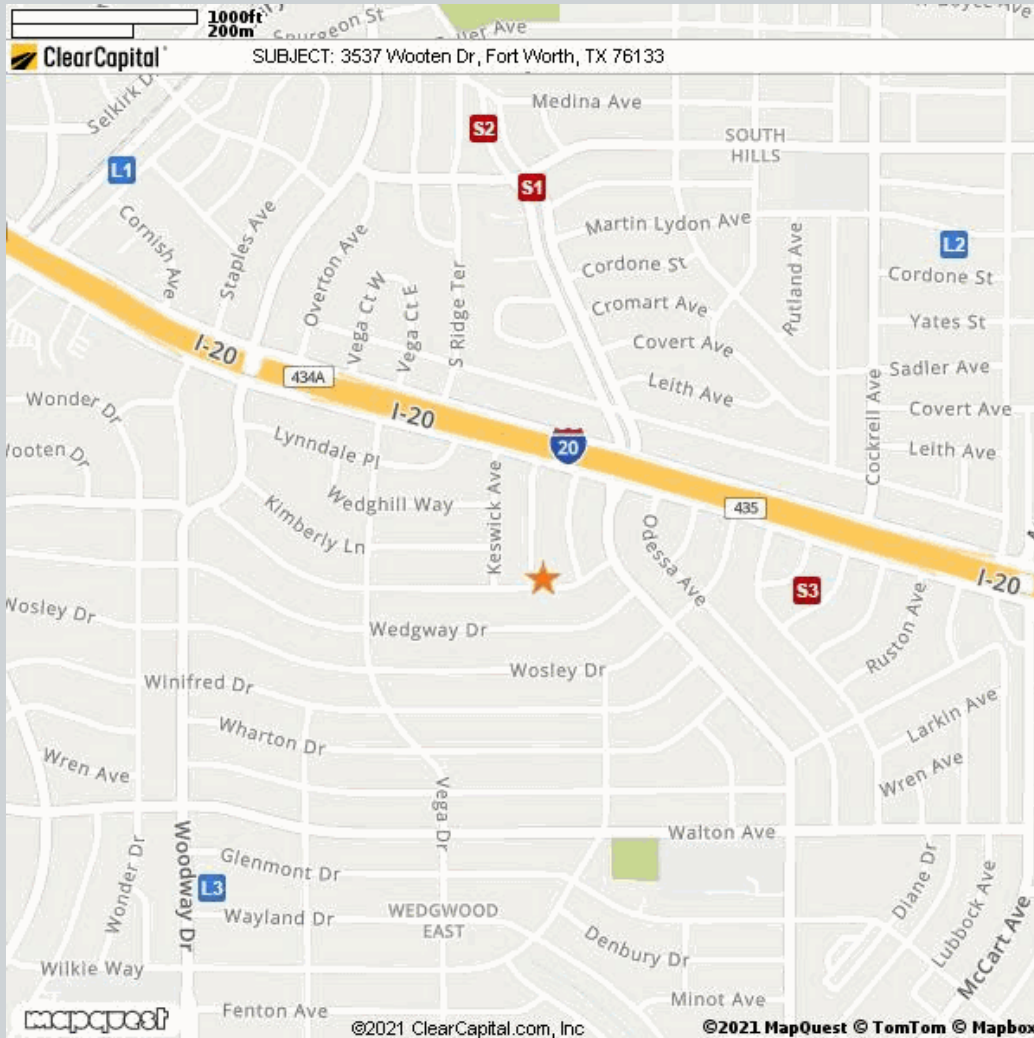 1000ft
200m
Spurgeon St
ClearCapital
SUBJECT: 3537 Wooten Dr, Fort Worth, TX 76133
Selkirk Dr
Medina Ave
S2
SOUTH
HILLS
L1
S1
Cornish Ave
Staples Ave
Overton Ave
Martin Lydon Ave
Rutland Ave
L2
Cordone St
Cordone St
Vega Ct W
Vega Ct E
S Ridge Ter
Cromart Ave
Yates St
I-20
Covert Ave
434A
Leith Ave
Sadler Ave
Wonder Dr
I-20
Cockrell Ave
Covert Ave
Lynndale Pl
20
Leith Ave
Wooten Dr
Keswick Ave
Wedghill Way
435
Kimberly Ln
Odessa Ave
I-20
S3
Wosley Dr
Wedgway Dr
Ruston Ave
Wosley Dr
Winifred Dr
Larkin Ave
Wharton Dr
Wren Ave
Wren Ave
Vega Dr
Walton Ave
Woodway Dr
Wonder Dr
Glenmont Dr
Diane Dr
L3
Lubbock Ave
McCart Ave
Wayland Dr
WEDGWOOD
EAST
Denbury Dr
Wilkie Way
Minot Ave
Fenton Ave
mapquest
©2021 ClearCapital.com, Inc
©2021 MapQuest © TomTom © Mapbox